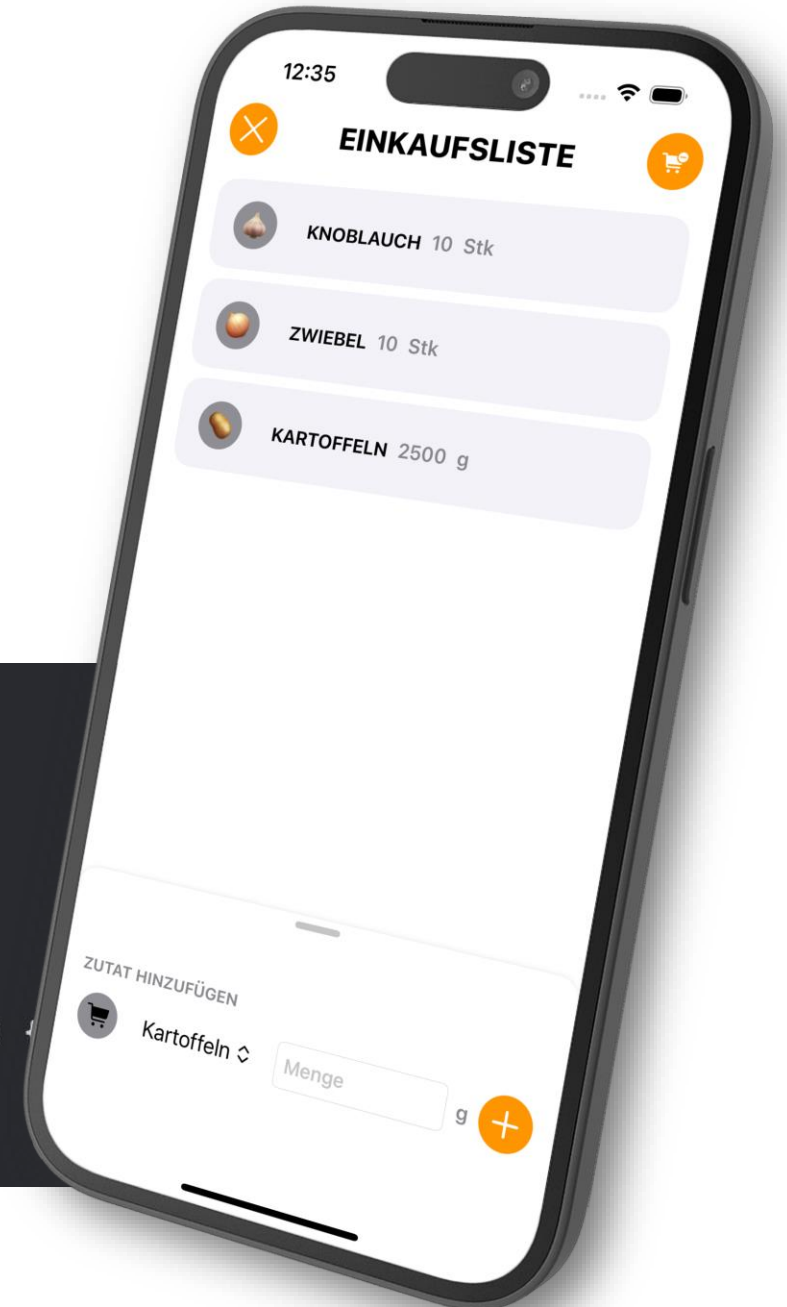 12:35
EINKAUFSLISTE
KNOBLAUCH 10 Stk
ZWIEBEL 10 Stk
KARTOFFELN 2500 g
ZUTAT HINZUFÜGEN
Kartoffeln
Menge
g